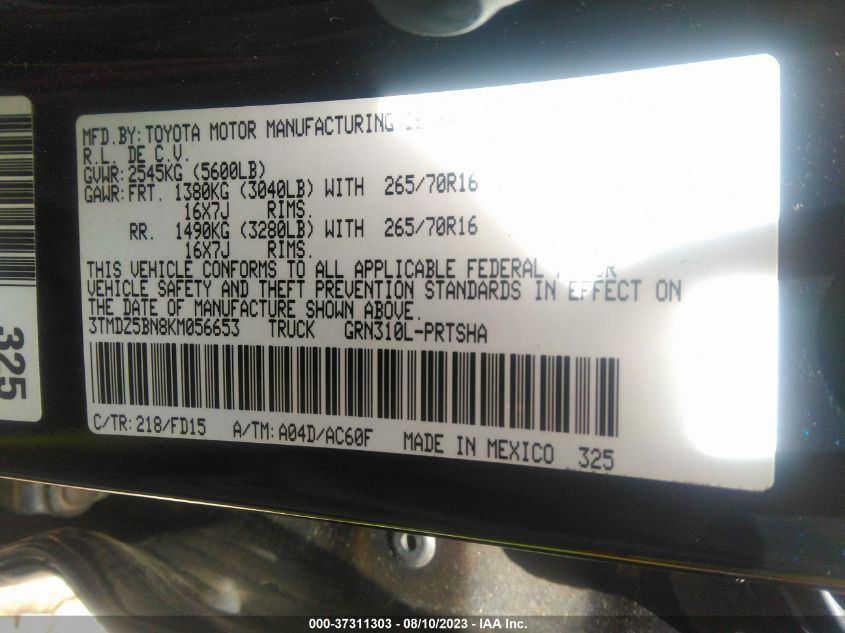 MFD.BY: TOYOTA MOTOR MANUFACTURING
R.L. DE C.V.
GVWR: 2545KG (5600LB)
GAWR: FRT. 1380KG (3040LB) WITH 265/70R16
16X7J RIMS.
RR. 1490KG (3280LB) WITH 265/70R16
16X7J RIMS.
THIS VEHICLE CONFORMS TO ALL APPLICABLE FEDERAL MOTOR
VEHICLE SAFETY AND THEFT PREVENTION STANDARDS IN EFFECT ON
THE DATE OF MANUFACTURE SHOWN ABOVE.
3TMDZ5BN8KM056653 TRUCK GRN310L-PRTSHA
C/TR: 218/FD15 A/TM: A04D/AC60F MADE IN MEXICO 325
325
000-37311303 - 08/10/2023 - IAA Inc.